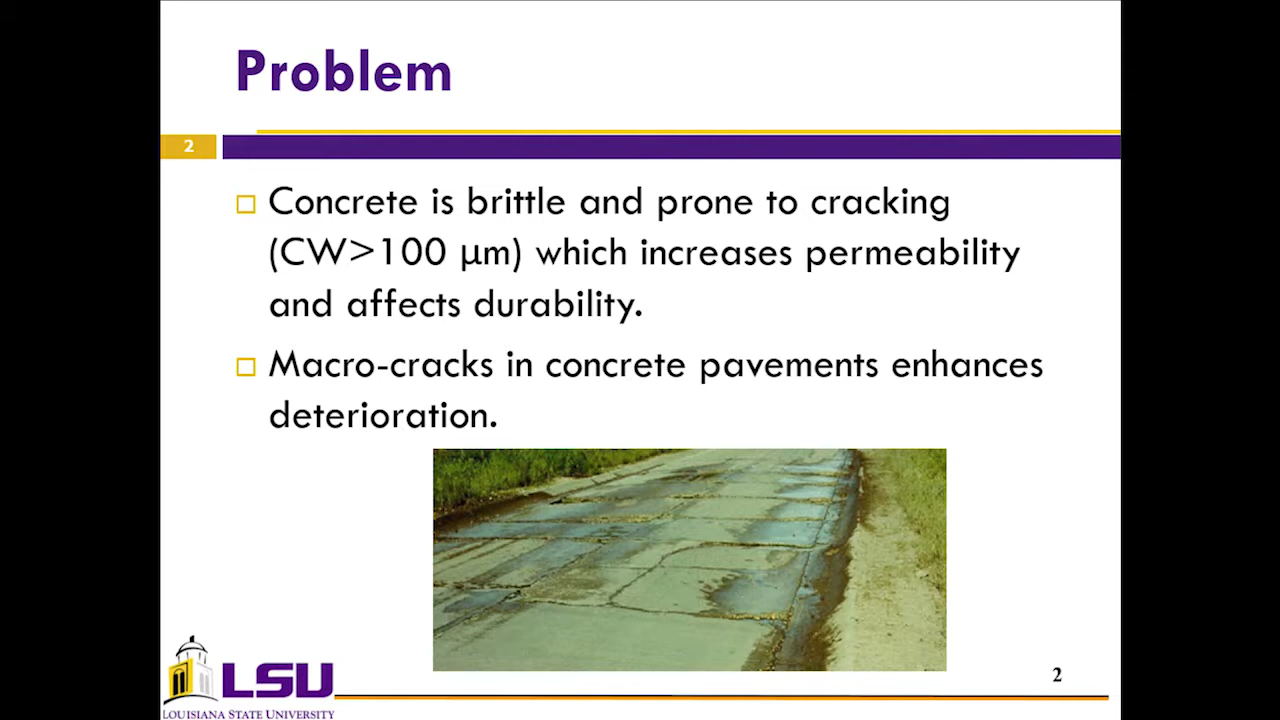 Problem
2
Concrete is brittle and prone to cracking
(CW>100 µm) which increases permeability
and affects durability.
Macro-cracks in concrete pavements enhances
deterioration.
2
LSU
LOUISIANA STATE UNIVERSITY